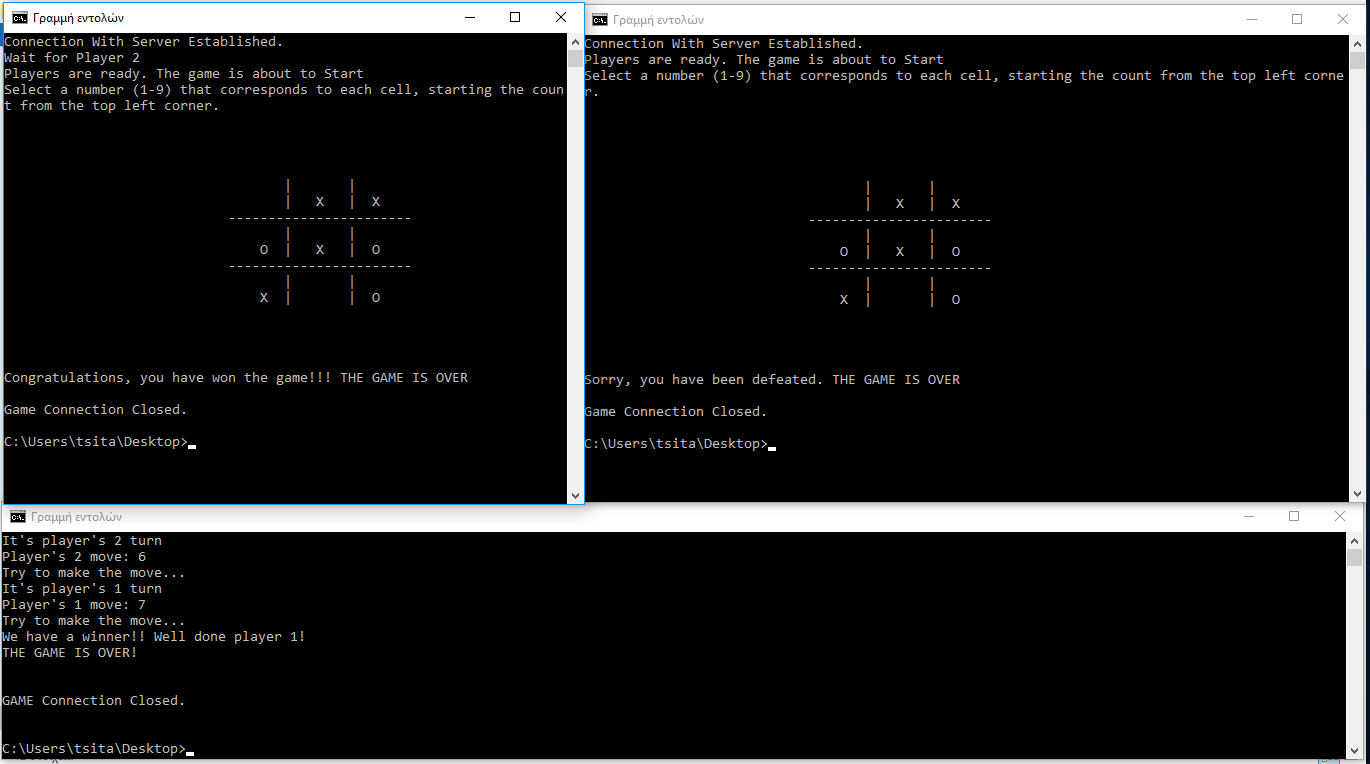 Γραμμή εντολών
Connection With Server Established.
Wait for Player 2
Players are ready. The game is about to Start
Select a number (1-9) that corresponds to each cell, starting the coun
t from the top left corner.
| |
| X | X
-----------------------
| |
O | X | O
-----------------------
| |
X | | O
Congratulations, you have won the game!!! THE GAME IS OVER
Game Connection Closed.
C:\Users\tsita\Desktop>
Γραμμή εντολών
Connection With Server Established.
Players are ready. The game is about to Start
Select a number (1-9) that corresponds to each cell, starting the count from the top left corne
r.
| |
| X | X
-----------------------
| |
O | X | O
-----------------------
| |
X | | O
Sorry, you have been defeated. THE GAME IS OVER
Game Connection Closed.
C:\Users\tsita\Desktop>
Γραμμή εντολών
It's player's 2 turn
Player's 2 move: 6
Try to make the move...
It's player's 1 turn
Player's 1 move: 7
Try to make the move...
We have a winner!! Well done player 1!
THE GAME IS OVER!
GAME Connection Closed.
C:\Users\tsita\Desktop>